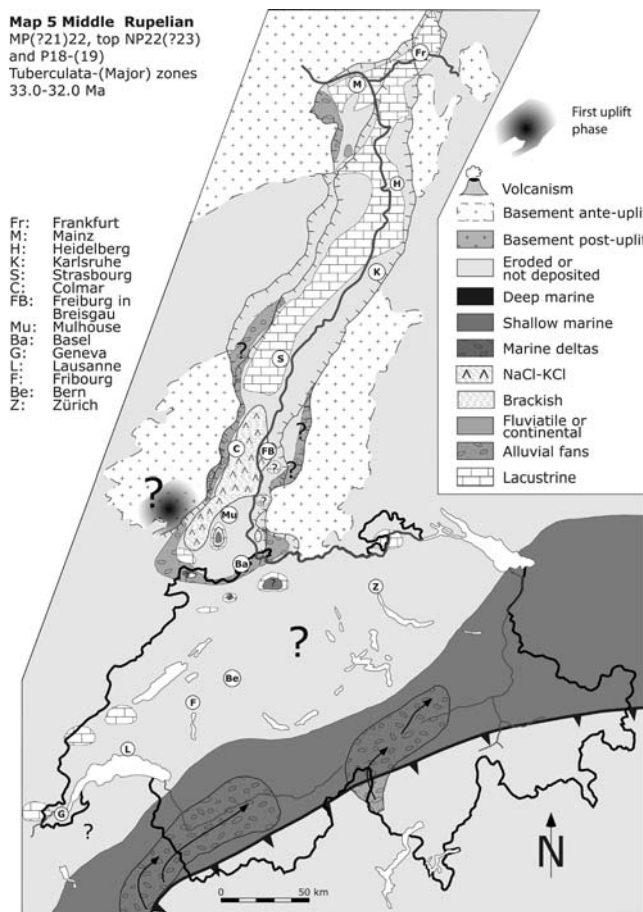 Map 5 Middle Rupelian
MP(?21)22, top NP22(?23)
and P18-(19)
Tuberculata-(Major) zones
33.0-32.0 Ma
Fr: Frankfurt
M: Mainz
H: Heidelberg
K: Karlsruhe
S: Strasbourg
C: Colmar
FB: Freiburg in
Breisgau
Mu: Mulhouse
Ba: Basel
G: Geneva
L: Lausanne
F: Fribourg
Be: Bern
Z: Zürich
First uplift
phase
Volcanism
Basement ante-uplif
Basement post-uplift
Eroded or
not deposited
Deep marine
Shallow marine
Marine deltas
NaCl-KCl
Brackish
Fluviatile or
continental
Alluvial fans
Lacustrine
Fr
M
H
K
S
?
C
FB
?
?
?
?
?
Mu
Ba
?
Z
?
Be
F
L
G
?
N
0 50 km